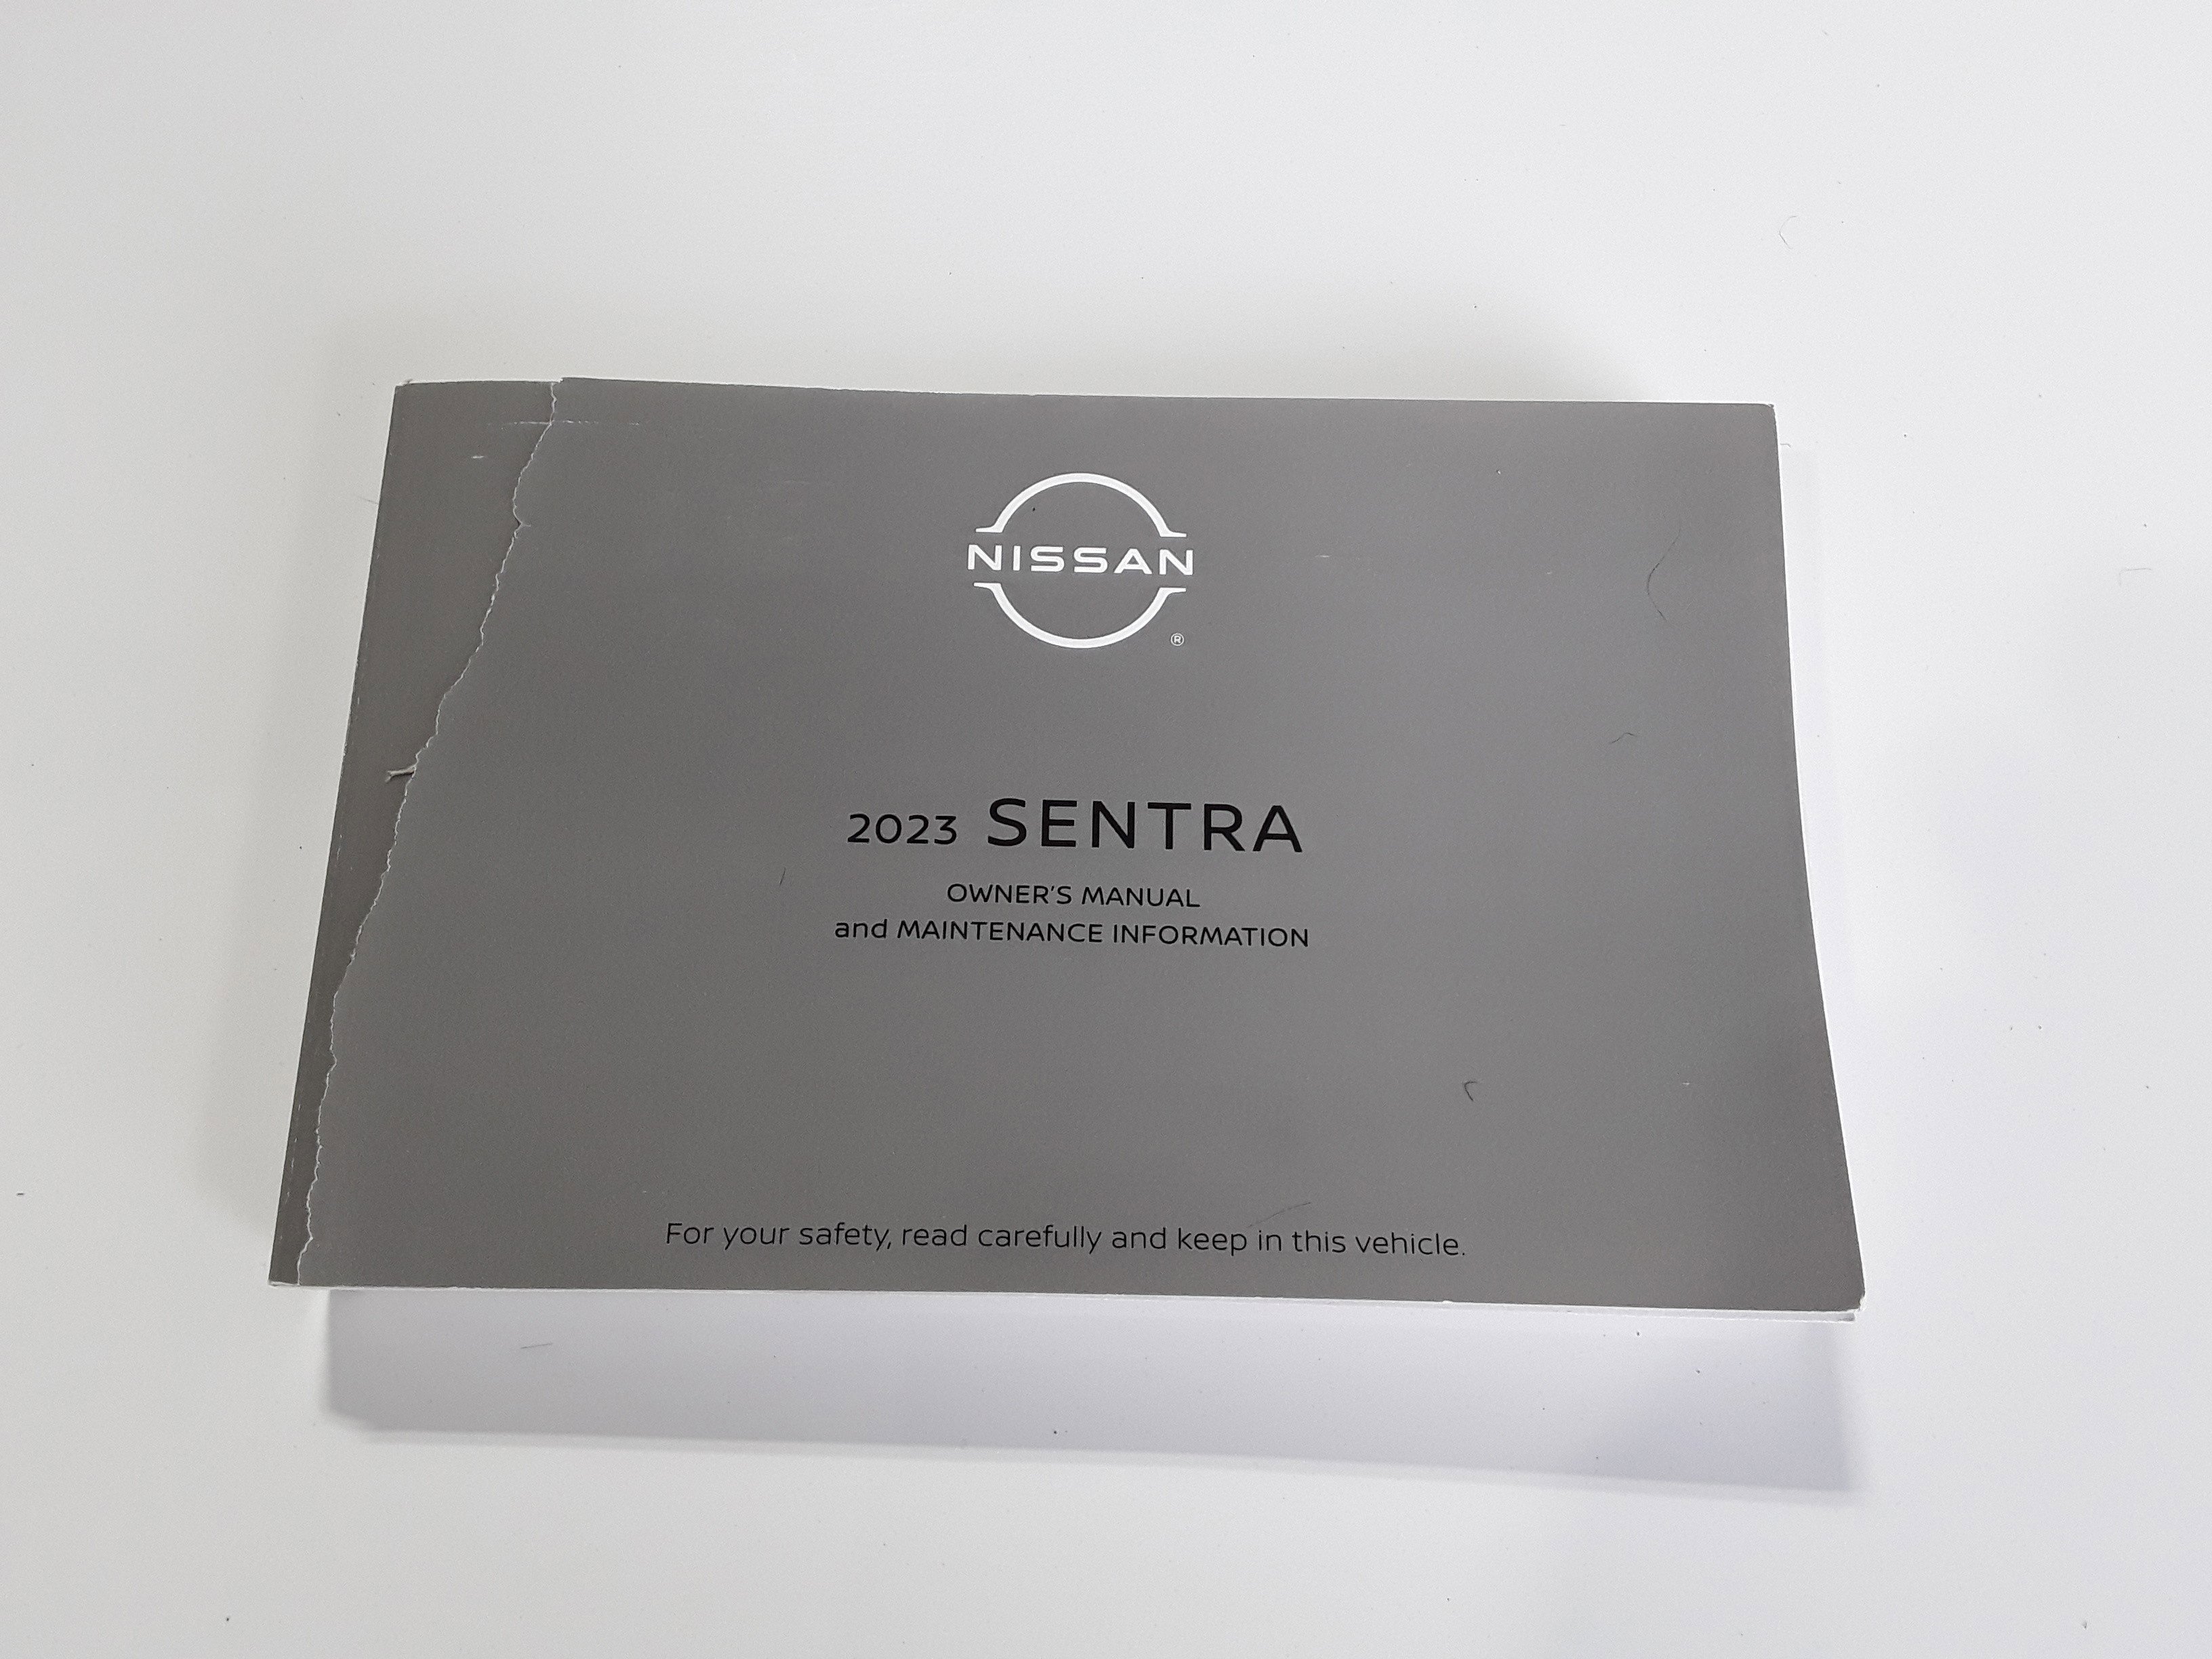 NISSAN
®
2023 SENTRA
OWNER'S MANUAL
and MAINTENANCE INFORMATION
For your safety, read carefully and keep in this vehicle.